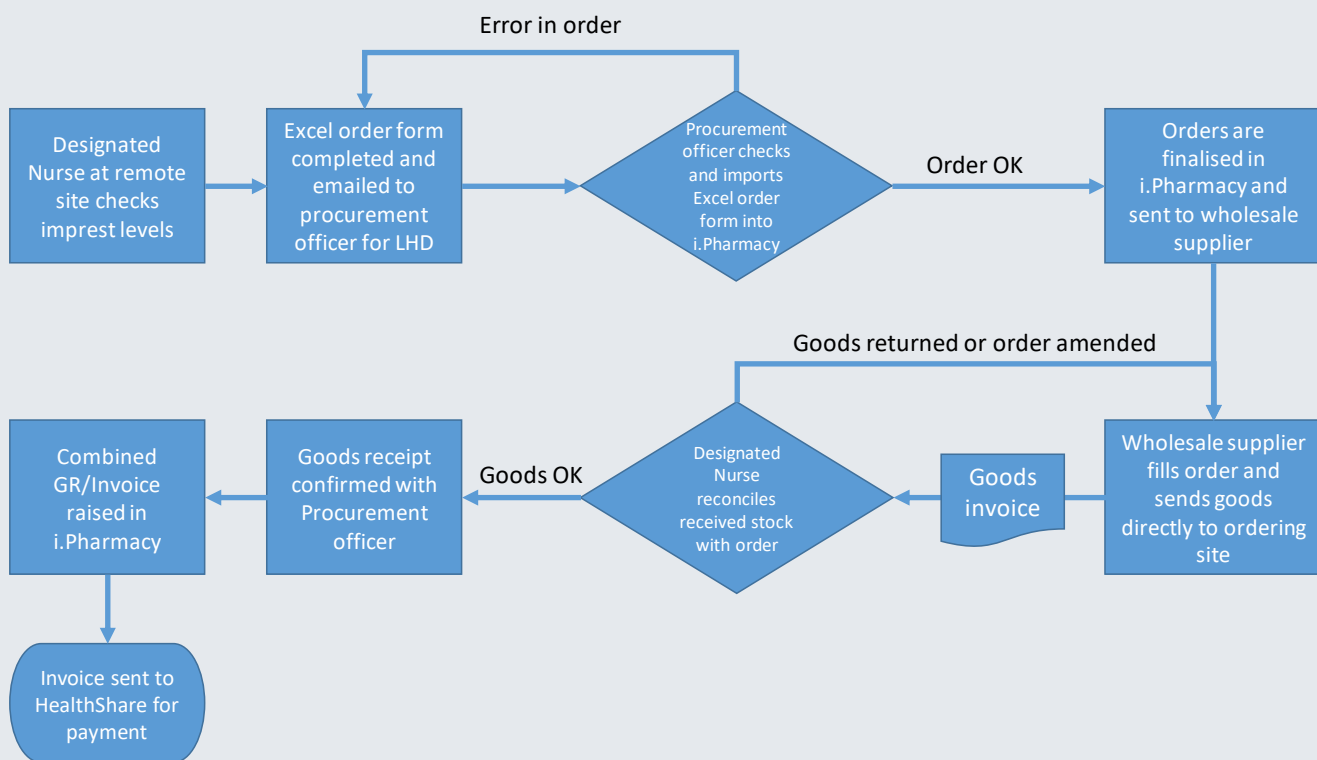 Error in order
Designated
Nurse at remote
site checks
imprest levels
Excel order form
completed and
emailed to
procurement
officer for LHD
Procurement
officer checks
and imports
Excel order
form into
i.Pharmacy
Order OK
Orders are
finalised in
i.Pharmacy and
sent to wholesale
supplier
Goods returned or order amended
Wholesale supplier
fills order and
sends goods
directly to ordering
site
Goods
invoice
Designated
Nurse
reconciles
received stock
with order
Goods OK
Goods receipt
confirmed with
Procurement
officer
Combined
GR/Invoice
raised in
i.Pharmacy
Invoice sent to
HealthShare for
payment